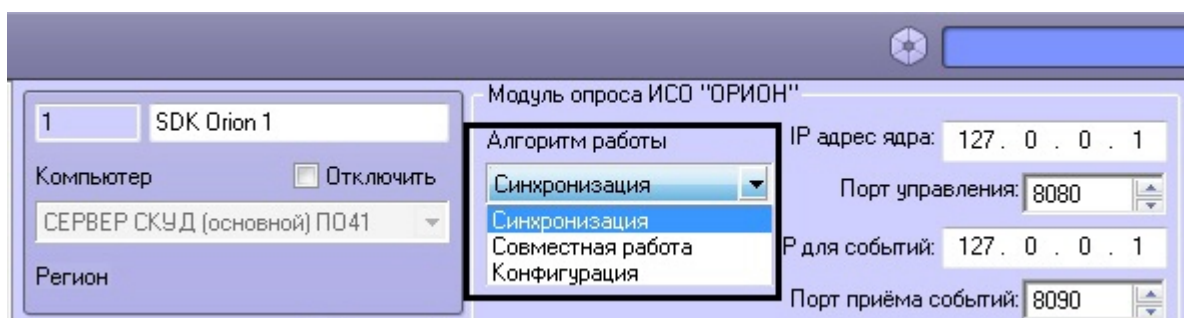 1 SDK Orion 1
Компьютер Отключить
СЕРВЕР СКУД (основной) ПО41
Регион
Модуль опроса ИСО "ОРИОН"
Алгоритм работы
Синхронизация
Синхронизация
Совместная работа
Конфигурация
IP адрес ядра: 127. 0 . 0 . 1
Порт управления: 8080
P для событий: 127. 0 . 0 . 1
Порт приёма событий: 8090